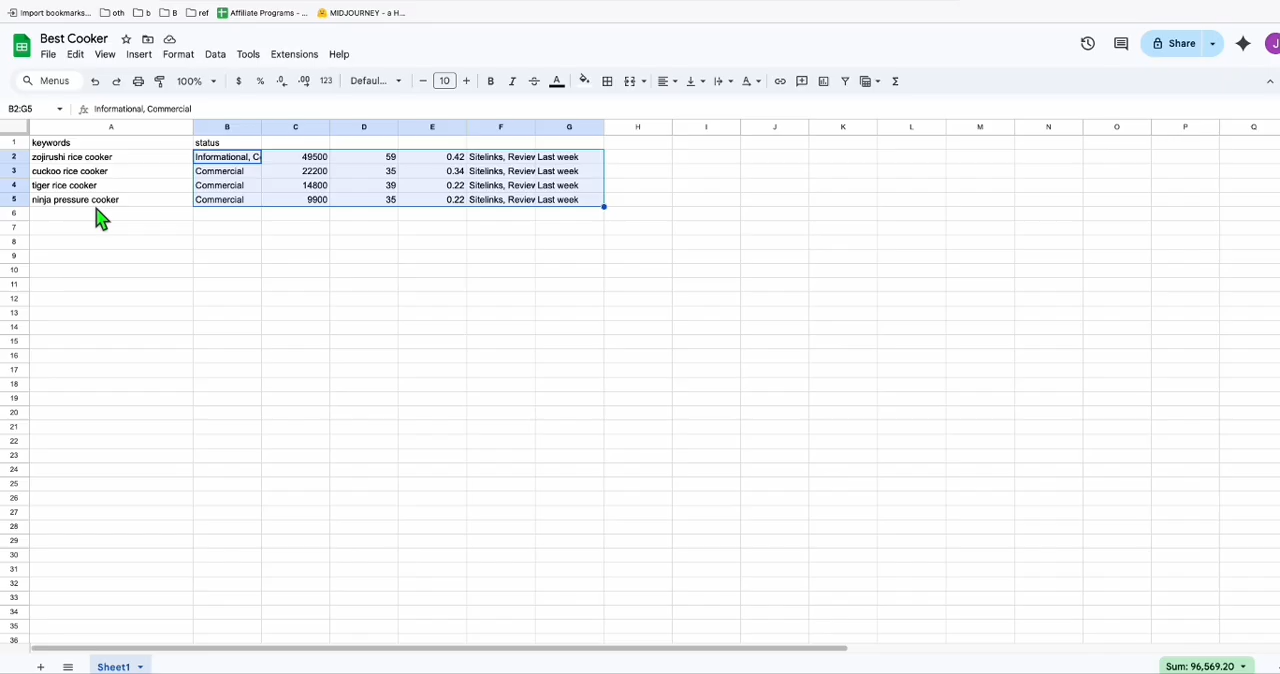 Import bookmarks... oth b B ref Affiliate Programs - ... MIDJOURNEY - a H...
Best Cooker
File Edit View Insert Format Data Tools Extensions Help
Share
J
Menus 100% $ % .0 .00 123 Defaul... 10 B I A
B2:G5 fx Informational, Commercial
A B C D E F G H I J K L M N O P Q
1 keywords status
2 zojirushi rice cooker Informational, Co 49500 59 0.42 Sitelinks, Review Last week
3 cuckoo rice cooker Commercial 22200 35 0.34 Sitelinks, Review Last week
4 tiger rice cooker Commercial 14800 39 0.22 Sitelinks, Review Last week
5 ninja pressure cooker Commercial 9900 35 0.22 Sitelinks, Review Last week
6
7
8
9
10
11
12
13
14
15
16
17
18
19
20
21
22
23
24
25
26
27
28
29
30
31
32
33
34
35
36
Sheet1 Sum: 96,569.20